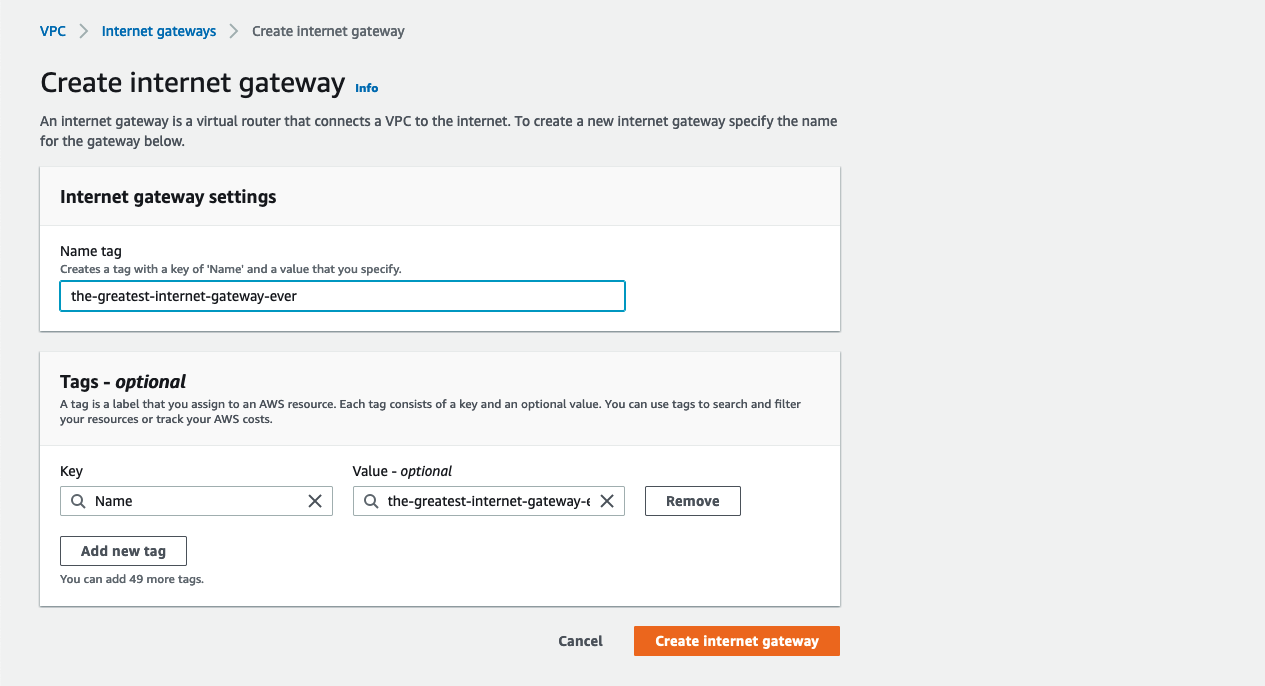 VPC > Internet gateways > Create internet gateway
Create internet gateway Info
An internet gateway is a virtual router that connects a VPC to the internet. To create a new internet gateway specify the name
for the gateway below.
Internet gateway settings
Name tag
Creates a tag with a key of 'Name' and a value that you specify.
the-greatest-internet-gateway-ever
Tags - optional
A tag is a label that you assign to an AWS resource. Each tag consists of a key and an optional value. You can use tags to search and filter
your resources or track your AWS costs.
Key Value - optional
Name the-greatest-internet-gateway-e Remove
Add new tag
You can add 49 more tags.
Cancel Create internet gateway